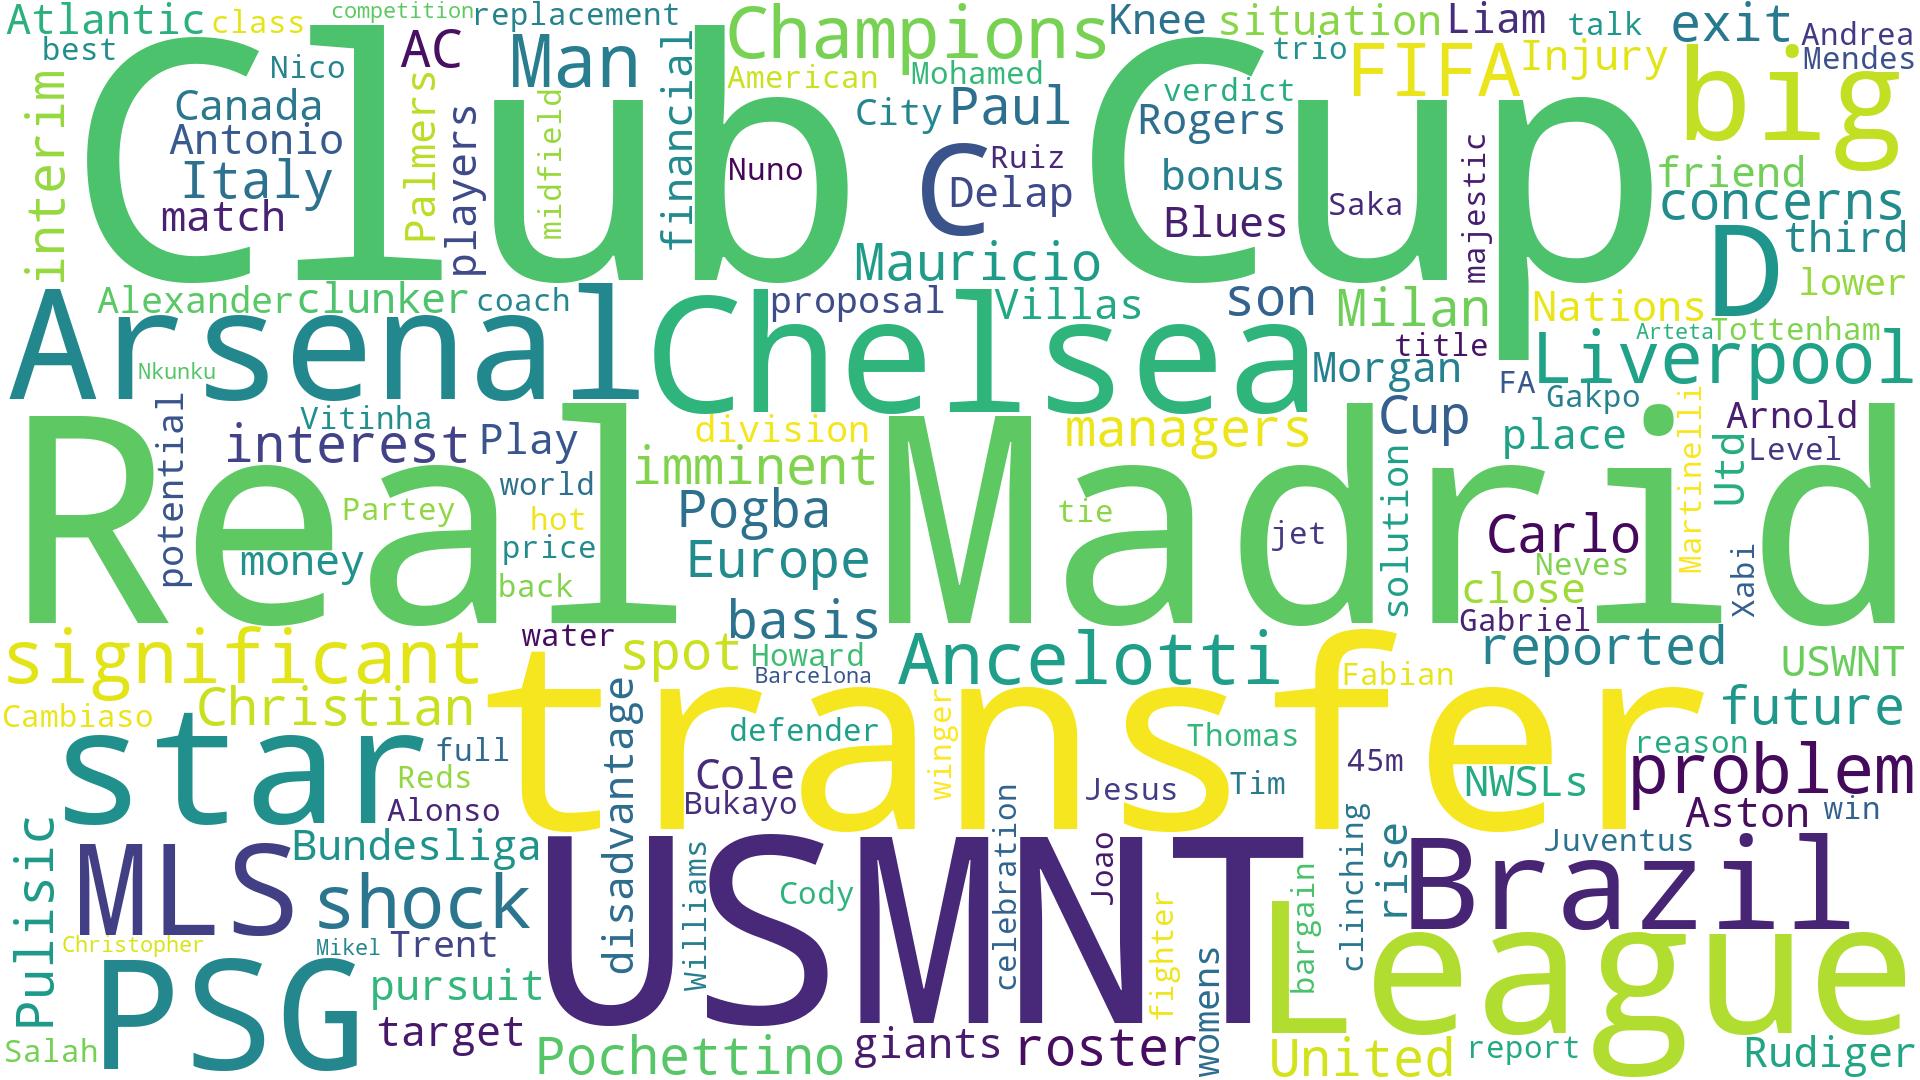 Atlantic class competition replacement Champions Knee situation Liam talk exit Andrea
best AC Man financial trio Mendes
Nico American Mohamed FIFA Injury big
interim Club Cup
Canada Palmers players midfield City Paul verdict Rogers
Antonio Nuno C Ruiz bonus majestic friend
Italy Delap Saka concerns
match Blues D third
Mauricio lower
Alexander clunker coach proposal Villas son Milan Nations
Arsenal Chelsea title Arteta Tottenham
Nkunku Morgan FA Liverpool
Vitinha division managers Cup Gakpo Arnold
potential interest Play place Martinelli Utd Level
Real Madrid
imminent solution
Partey world Pogba tie jet Carlo
hot
money price Europe Neves Xabi
back close
basis Gabriel
significant water spot Howard Ancelotti reported USWNT
Barcelona Fabian
Cambiaso Christian transfer future
star full disadvantage defender winger Thomas reason
Reds Cole Jesus Tim 45m NWSLs problem
Alonso Bukayo Aston win
Pulisic Bundesliga celebration clinching Juventus
MLS shock USMNT Williams Cody Joao bargain rise Brazil
Christopher Mikel Trent fighter womens League
PSG pursuit
target
Salah Pochettino giants roster United report Rudiger